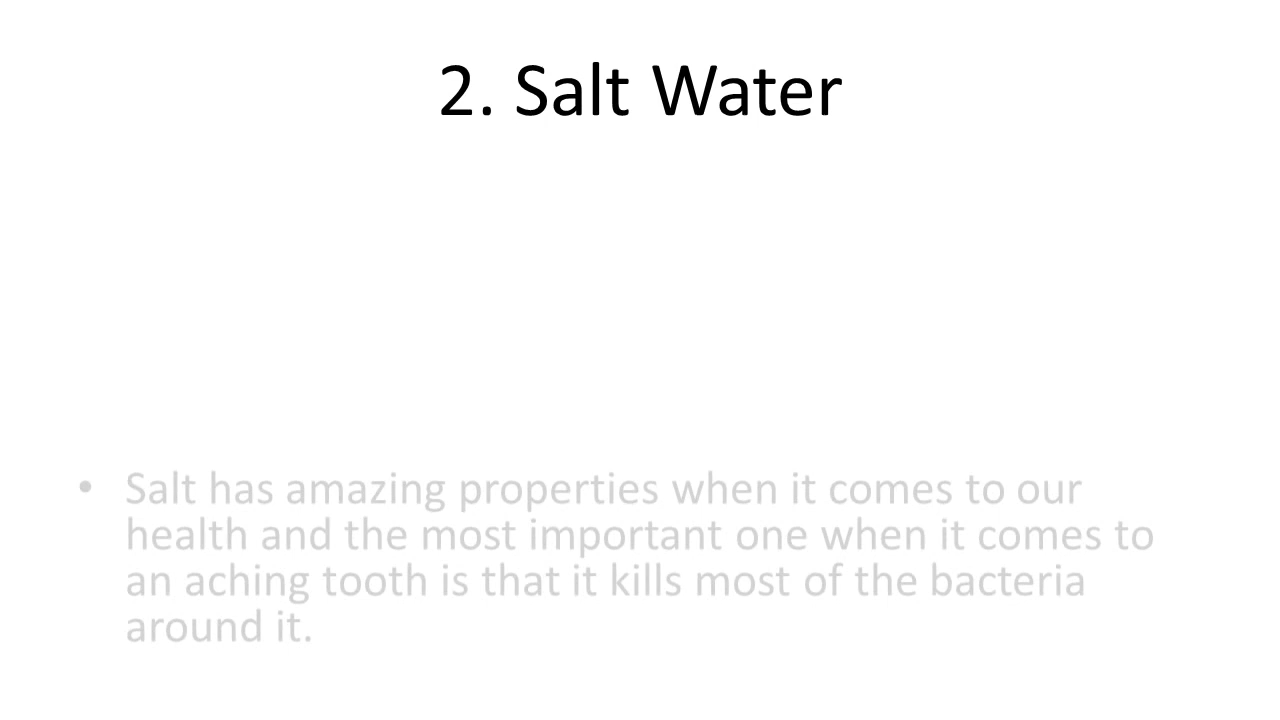 2. Salt Water
• Salt has amazing properties when it comes to our
health and the most important one when it comes to
an aching tooth is that it kills most of the bacteria
around it.